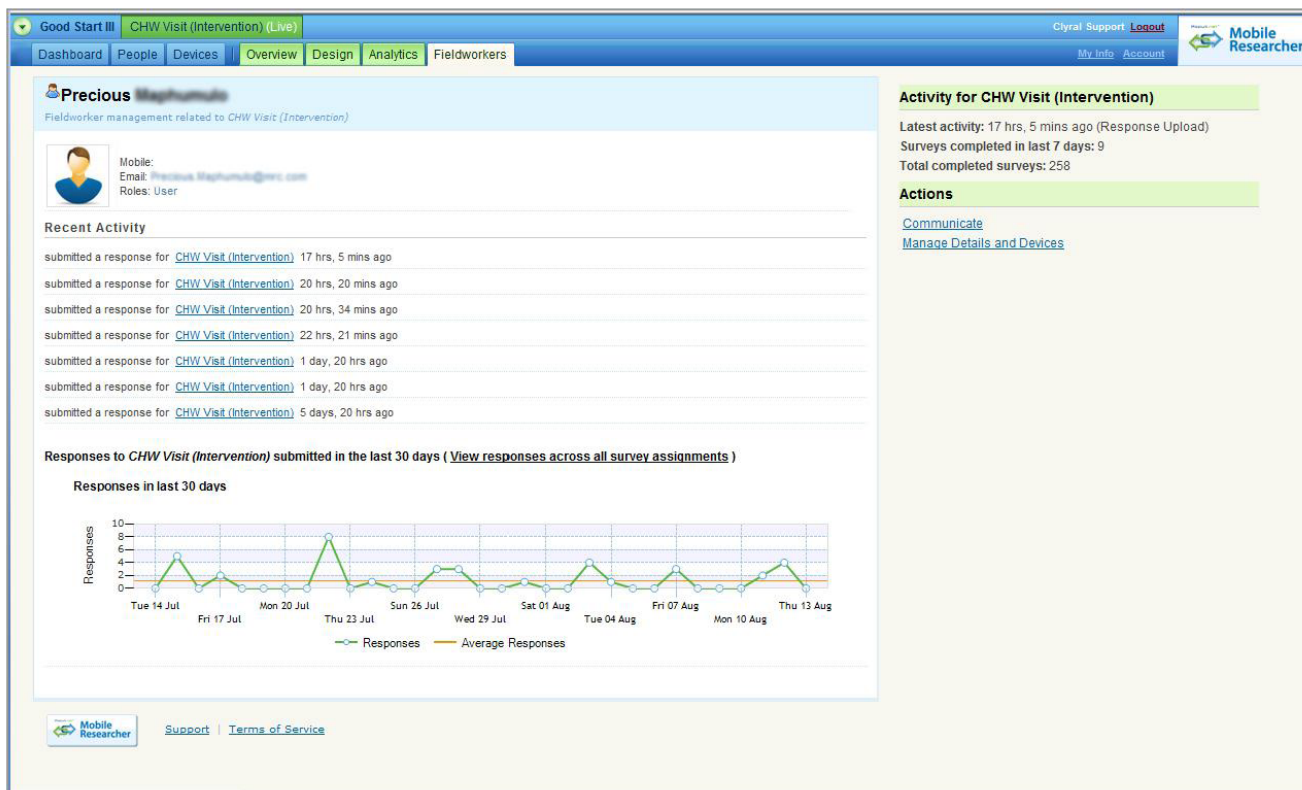 Good Start III CHW Visit (Intervention) (Live) Clyral Support Logout
Mobile Researcher
Dashboard People Devices Overview Design Analytics Fieldworkers My Info Account
Precious
Fieldworker management related to CHW Visit (Intervention)
Mobile:
Email:
Roles: User
Recent Activity
submitted a response for CHW Visit (Intervention) 17 hrs, 5 mins ago
submitted a response for CHW Visit (Intervention) 20 hrs, 20 mins ago
submitted a response for CHW Visit (Intervention) 20 hrs, 34 mins ago
submitted a response for CHW Visit (Intervention) 22 hrs, 21 mins ago
submitted a response for CHW Visit (Intervention) 1 day, 20 hrs ago
submitted a response for CHW Visit (Intervention) 1 day, 20 hrs ago
submitted a response for CHW Visit (Intervention) 5 days, 20 hrs ago
Responses to CHW Visit (Intervention) submitted in the last 30 days ( View responses across all survey assignments )
Responses in last 30 days
Responses
10
8
6
4
2
0
Tue 14 Jul Mon 20 Jul Sun 26 Jul Sat 01 Aug Fri 07 Aug Thu 13 Aug
Fri 17 Jul Thu 23 Jul Wed 29 Jul Tue 04 Aug Mon 10 Aug
Responses Average Responses
Activity for CHW Visit (Intervention)
Latest activity: 17 hrs, 5 mins ago (Response Upload)
Surveys completed in last 7 days: 9
Total completed surveys: 258
Actions
Communicate
Manage Details and Devices
Mobile Researcher
Support | Terms of Service